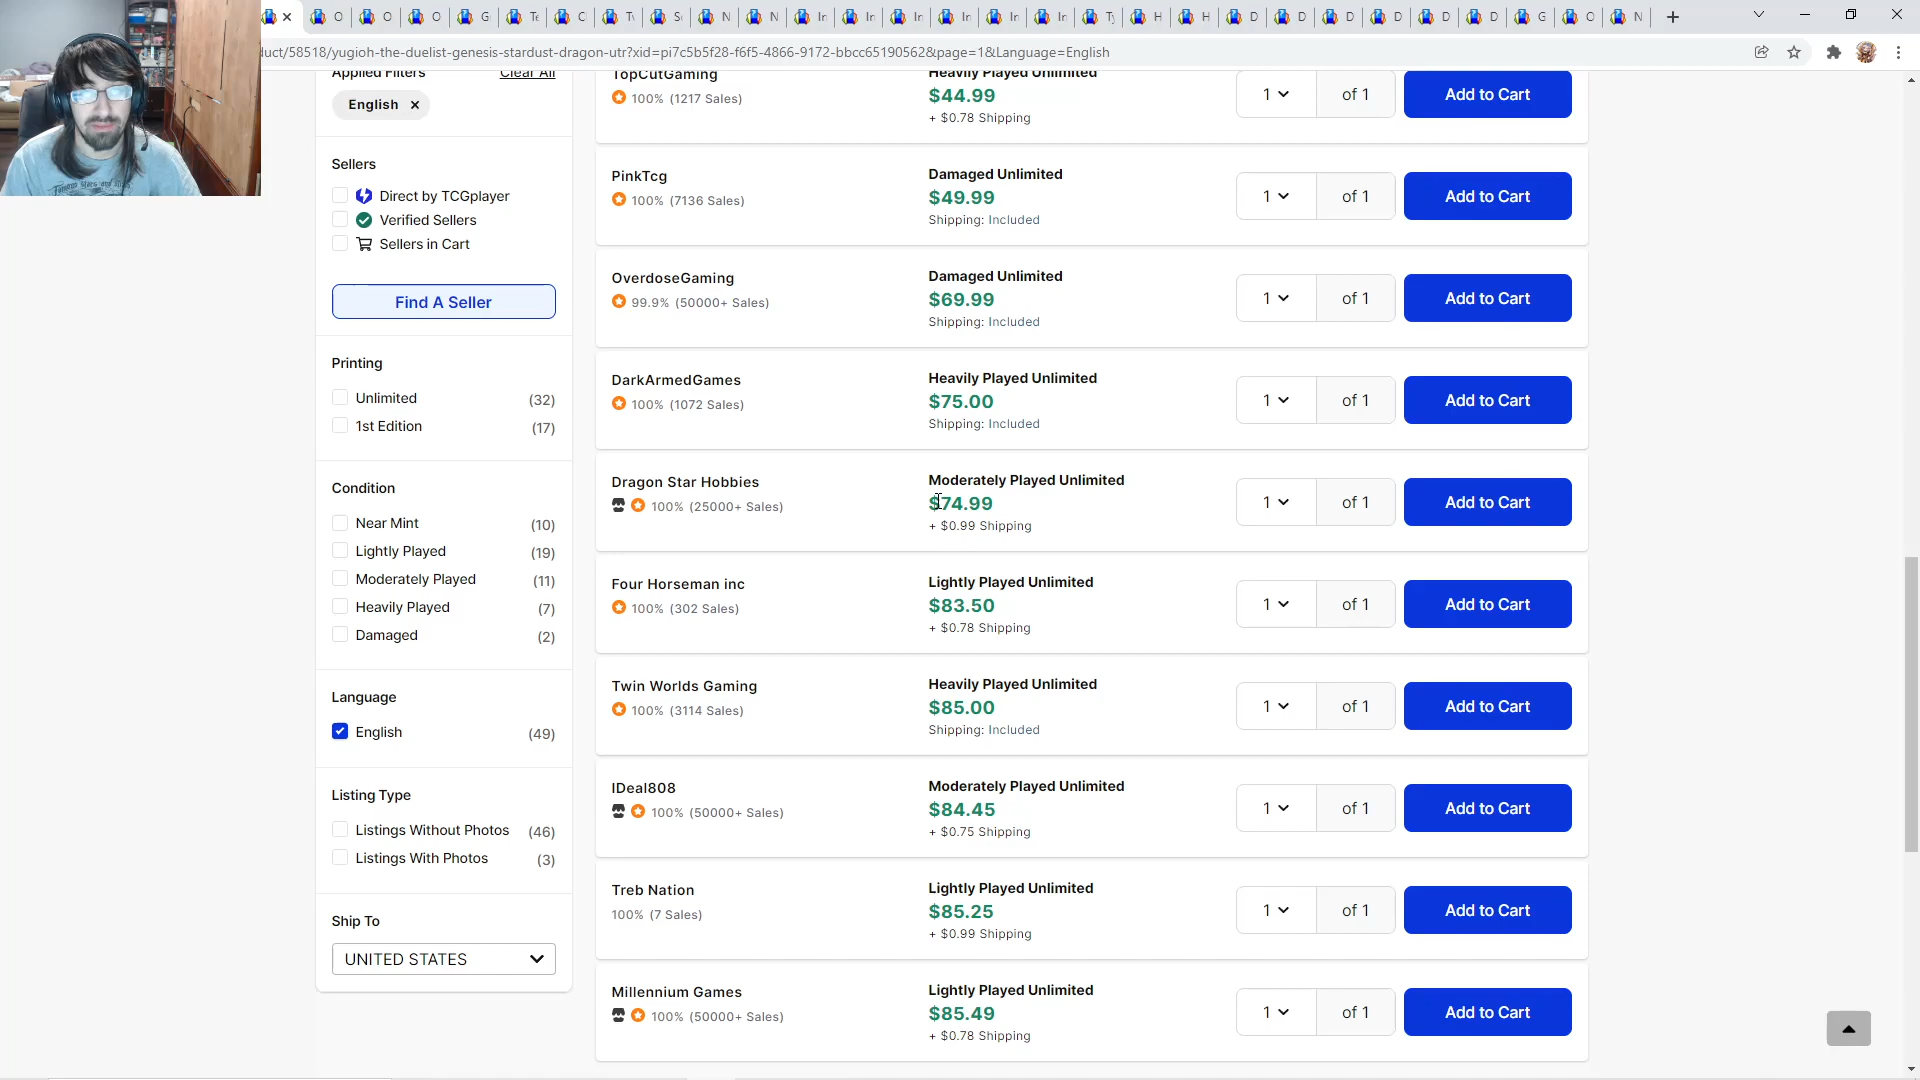 O
O
O
G
Te
C
Tv
Sı
N
N
In
In
In
In
In
In
Ty
H
H
D
D
D
D
D
D
G
O
N
duct/58518/yugioh-the-duelist-genesis-stardust-dragon-utr?xid=pi7c5b5f28-f6f5-4866-9172-bbcc65190562&page=1&Language=English
Applied Filters Clear All
English
Sellers
Direct by TCGplayer
Verified Sellers
Sellers in Cart
Find A Seller
Printing
Unlimited (32)
1st Edition (17)
Condition
Near Mint (10)
Lightly Played (19)
Moderately Played (11)
Heavily Played (7)
Damaged (2)
Language
English (49)
Listing Type
Listings Without Photos (46)
Listings With Photos (3)
Ship To
UNITED STATES
TopCutGaming
100% (1217 Sales)
Heavily Played Unlimited
$44.99
+ $0.78 Shipping
1 of 1 Add to Cart
PinkTcg
100% (7136 Sales)
Damaged Unlimited
$49.99
Shipping: Included
1 of 1 Add to Cart
OverdoseGaming
99.9% (50000+ Sales)
Damaged Unlimited
$69.99
Shipping: Included
1 of 1 Add to Cart
DarkArmedGames
100% (1072 Sales)
Heavily Played Unlimited
$75.00
Shipping: Included
1 of 1 Add to Cart
Dragon Star Hobbies
100% (25000+ Sales)
Moderately Played Unlimited
$74.99
+ $0.99 Shipping
1 of 1 Add to Cart
Four Horseman inc
100% (302 Sales)
Lightly Played Unlimited
$83.50
+ $0.78 Shipping
1 of 1 Add to Cart
Twin Worlds Gaming
100% (3114 Sales)
Heavily Played Unlimited
$85.00
Shipping: Included
1 of 1 Add to Cart
IDeal808
100% (50000+ Sales)
Moderately Played Unlimited
$84.45
+ $0.75 Shipping
1 of 1 Add to Cart
Treb Nation
100% (7 Sales)
Lightly Played Unlimited
$85.25
+ $0.99 Shipping
1 of 1 Add to Cart
Millennium Games
100% (50000+ Sales)
Lightly Played Unlimited
$85.49
+ $0.78 Shipping
1 of 1 Add to Cart